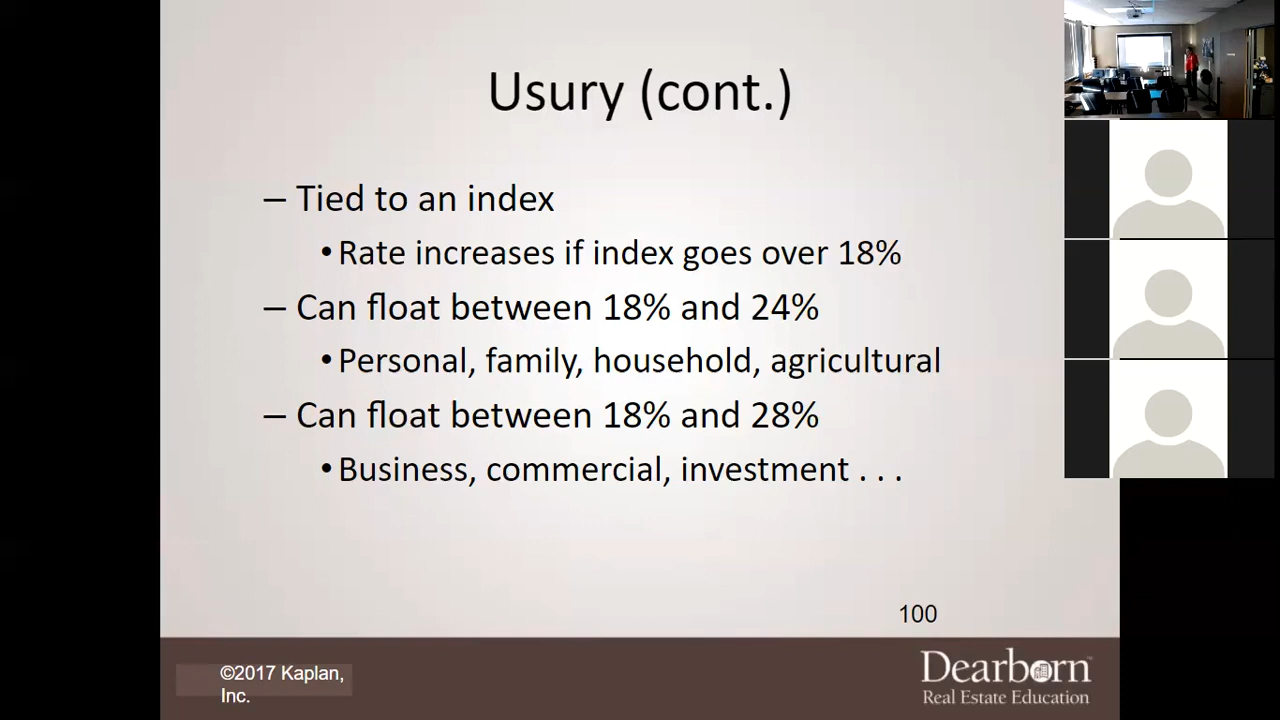 Usury (cont.)
– Tied to an index
•Rate increases if index goes over 18%
– Can float between 18% and 24%
•Personal, family, household, agricultural
– Can float between 18% and 28%
•Business, commercial, investment . . .
100
©2017 Kaplan,
Inc.
Dearborn™
Real Estate Education